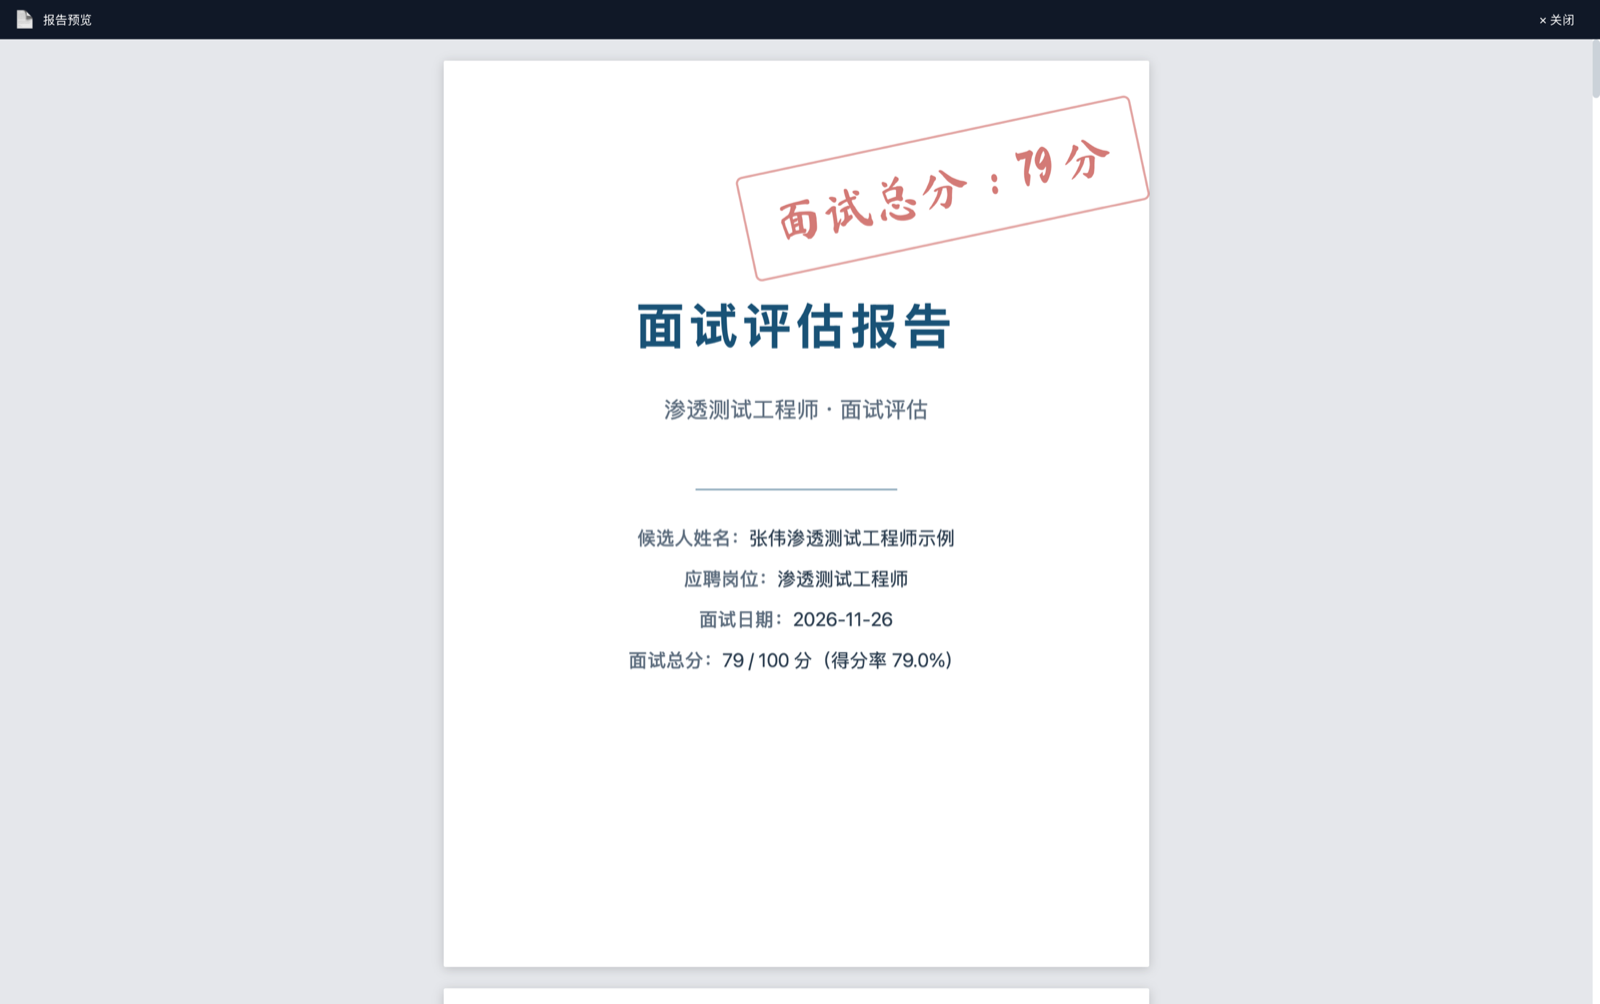 报告预览
× 关闭
面试总分：79 分
面试评估报告
渗透测试工程师 · 面试评估
候选人姓名：张伟渗透测试工程师示例
应聘岗位：渗透测试工程师
面试日期：2026-11-26
面试总分：79 / 100 分（得分率 79.0%）